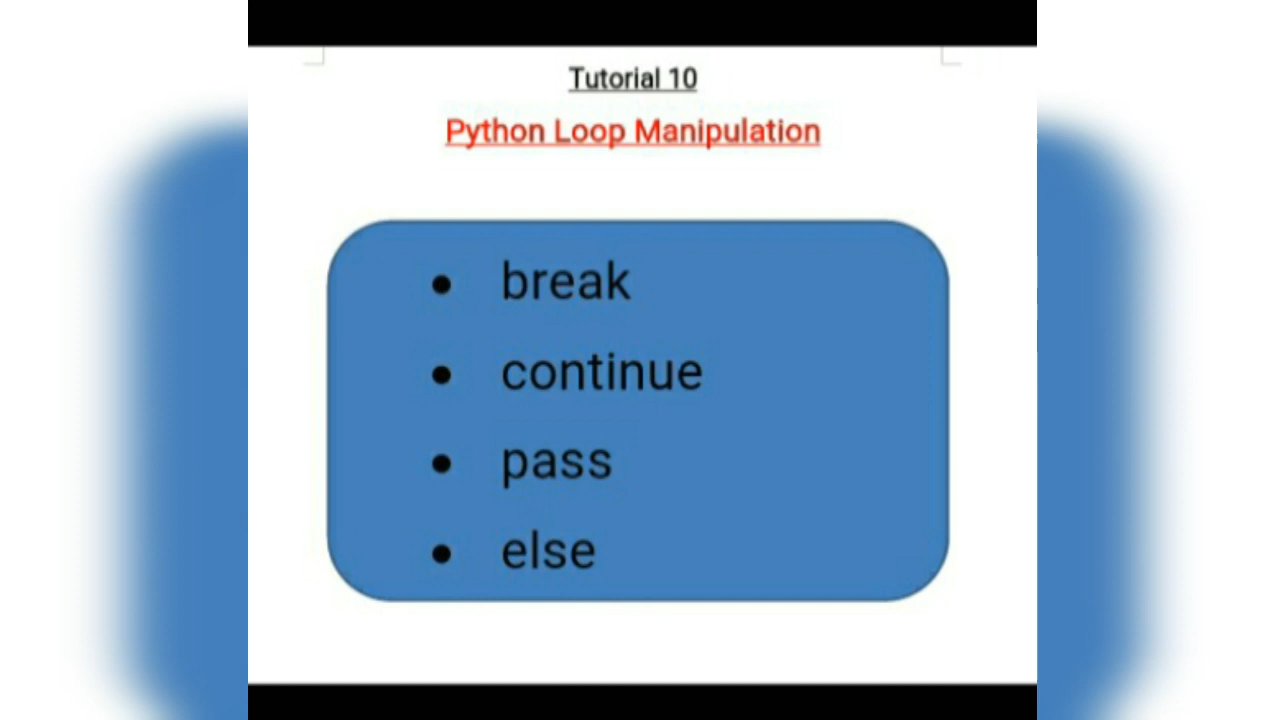 Tutorial 10
Python Loop Manipulation
• break
• continue
• pass
• else